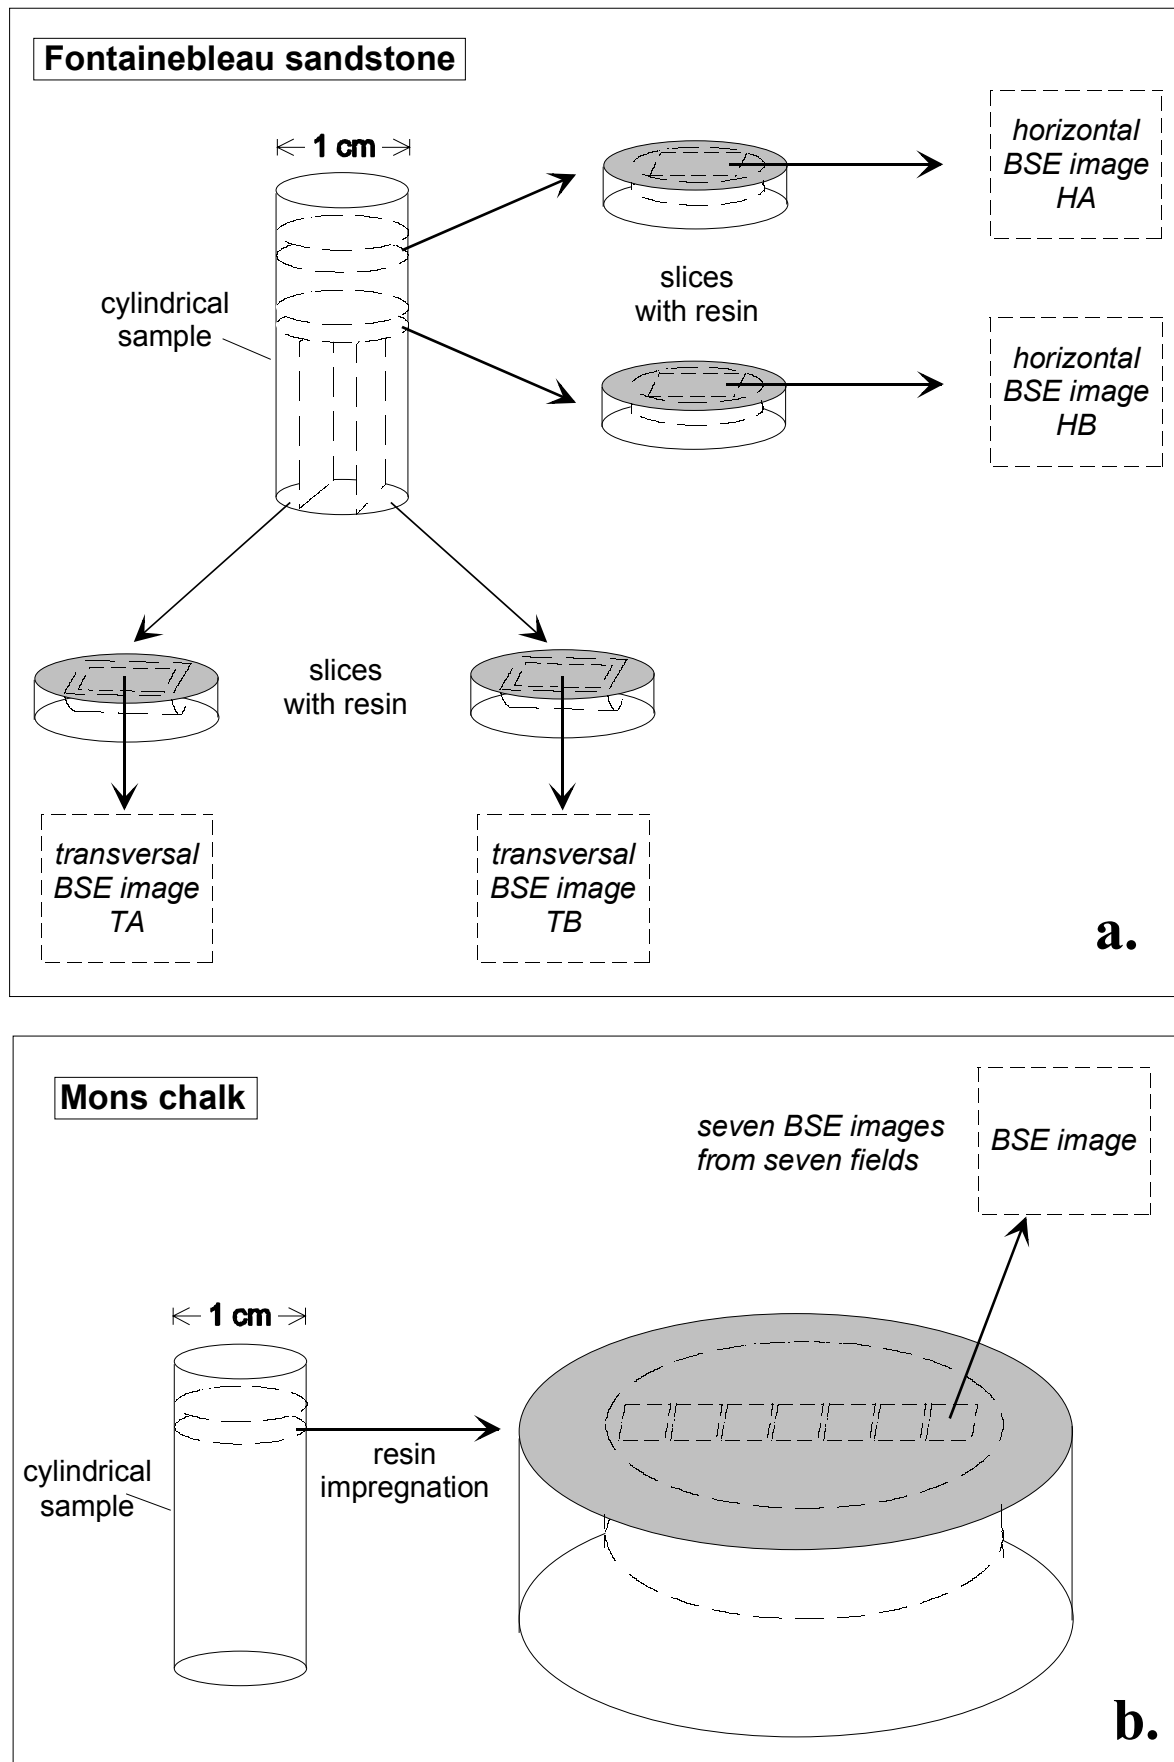 Fontainebleau sandstone
1 cm
horizontal
BSE image
HA
cylindrical
sample
slices
with resin
horizontal
BSE image
HB
slices
with resin
transversal
BSE image
TA
transversal
BSE image
TB
a.
Mons chalk
seven BSE images
from seven fields
BSE image
1 cm
cylindrical
sample
resin
impregnation
b.